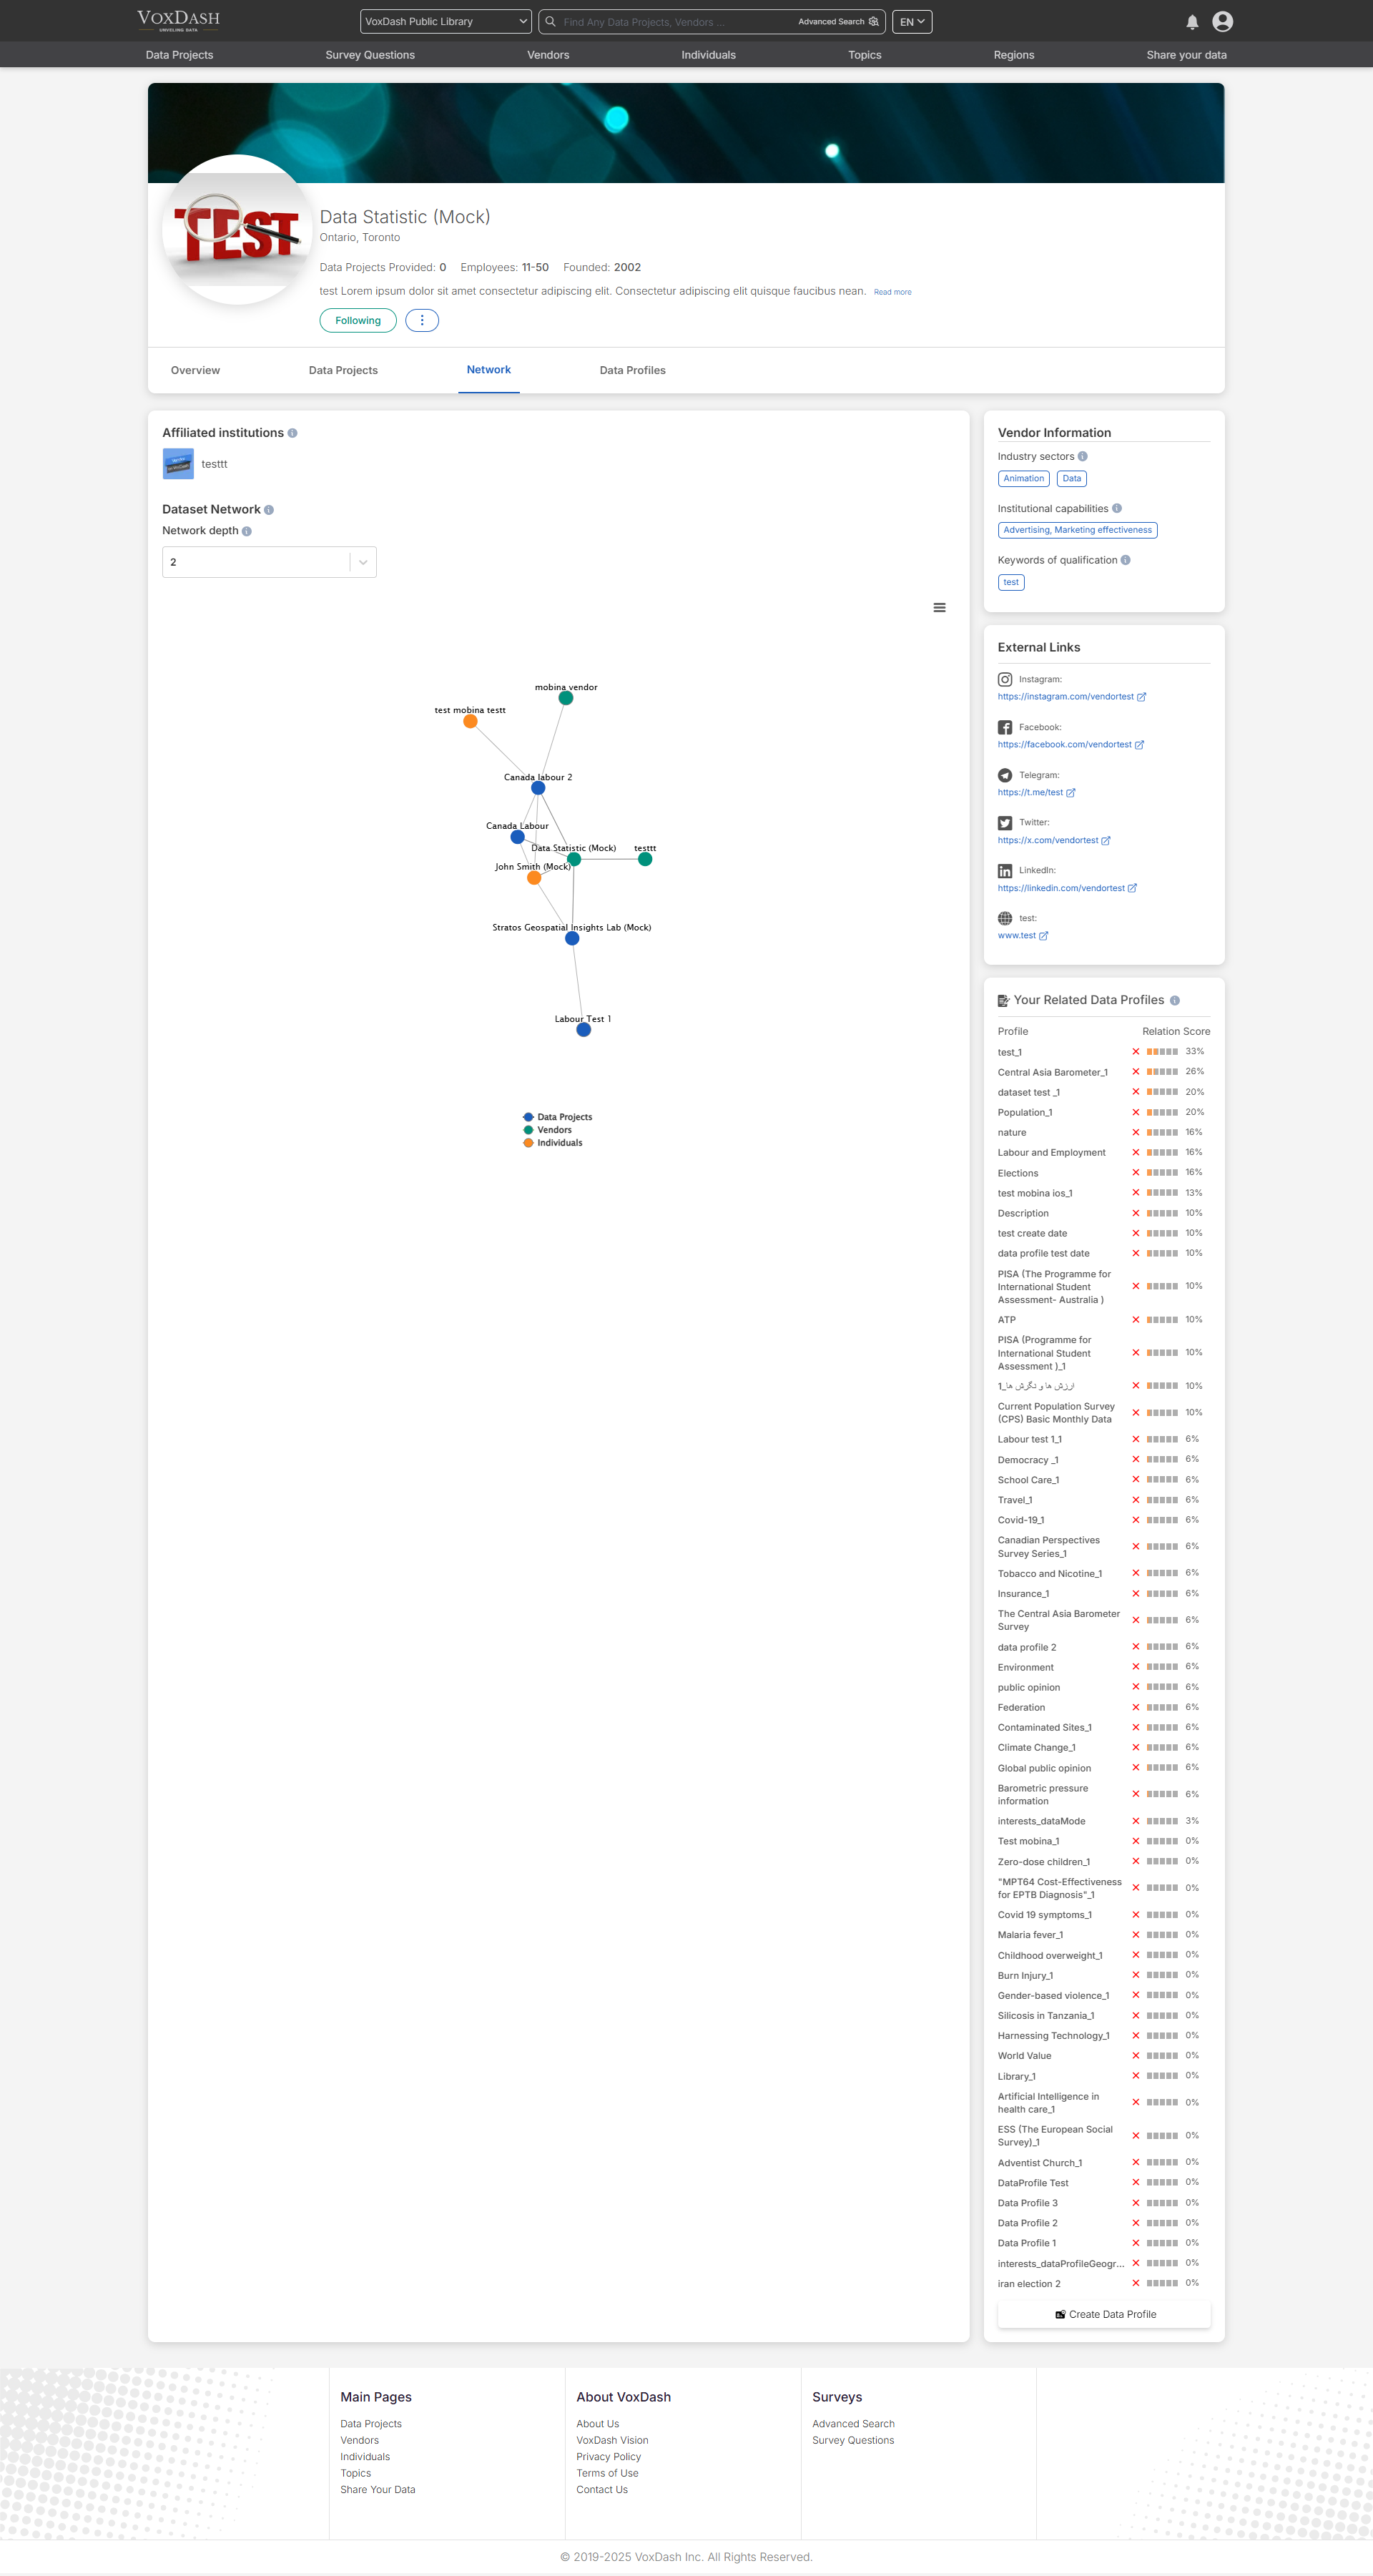 VOXDASH
UNVEILING DATA
VoxDash Public Library
Find Any Data Projects, Vendors ...
Advanced Search
EN
Data Projects
Survey Questions
Vendors
Individuals
Topics
Regions
Share your data
TEST
Data Statistic (Mock)
Ontario, Toronto
Data Projects Provided: 0 Employees: 11-50 Founded: 2002
test Lorem ipsum dolor sit amet consectetur adipiscing elit. Consectetur adipiscing elit quisque faucibus nean. Read more
Following
Overview
Data Projects
Network
Data Profiles
Affiliated institutions
testtt
Dataset Network
Network depth
2
mobina vendor
test mobina testt
Canada labour 2
Canada Labour
Data Statistic (Mock)
testtt
John Smith (Mock)
Stratos Geospatial Insights Lab (Mock)
Labour Test 1
Data Projects
Vendors
Individuals
Vendor Information
Industry sectors
Animation
Data
Institutional capabilities
Advertising, Marketing effectiveness
Keywords of qualification
test
External Links
Instagram:
https://instagram.com/vendortest
Facebook:
https://facebook.com/vendortest
Telegram:
https://t.me/test
Twitter:
https://x.com/vendortest
LinkedIn:
https://linkedin.com/vendortest
test:
www.test
Your Related Data Profiles
Profile Relation Score
test_1 33%
Central Asia Barometer_1 26%
dataset test _1 20%
Population_1 20%
nature 16%
Labour and Employment 16%
Elections 16%
test mobina ios_1 13%
Description 10%
test create date 10%
data profile test date 10%
PISA (The Programme for
International Student 10%
Assessment- Australia )
ATP 10%
PISA (Programme for
International Student 10%
Assessment )_1
ارزش ها و نگرش ها_1 10%
Current Population Survey
(CPS) Basic Monthly Data 10%
Labour test 1_1 6%
Democracy _1 6%
School Care_1 6%
Travel_1 6%
Covid-19_1 6%
Canadian Perspectives
Survey Series_1 6%
Tobacco and Nicotine_1 6%
Insurance_1 6%
The Central Asia Barometer
Survey 6%
data profile 2 6%
Environment 6%
public opinion 6%
Federation 6%
Contaminated Sites_1 6%
Climate Change_1 6%
Global public opinion 6%
Barometric pressure
information 6%
interests_dataMode 3%
Test mobina_1 0%
Zero-dose children_1 0%
"MPT64 Cost-Effectiveness
for EPTB Diagnosis"_1 0%
Covid 19 symptoms_1 0%
Malaria fever_1 0%
Childhood overweight_1 0%
Burn Injury_1 0%
Gender-based violence_1 0%
Silicosis in Tanzania_1 0%
Harnessing Technology_1 0%
World Value 0%
Library_1 0%
Artificial Intelligence in
health care_1 0%
ESS (The European Social
Survey)_1 0%
Adventist Church_1 0%
DataProfile Test 0%
Data Profile 3 0%
Data Profile 2 0%
Data Profile 1 0%
interests_dataProfileGeogr... 0%
iran election 2 0%
Create Data Profile
Main Pages
Data Projects
Vendors
Individuals
Topics
Share Your Data
About VoxDash
About Us
VoxDash Vision
Privacy Policy
Terms of Use
Contact Us
Surveys
Advanced Search
Survey Questions
© 2019-2025 VoxDash Inc. All Rights Reserved.